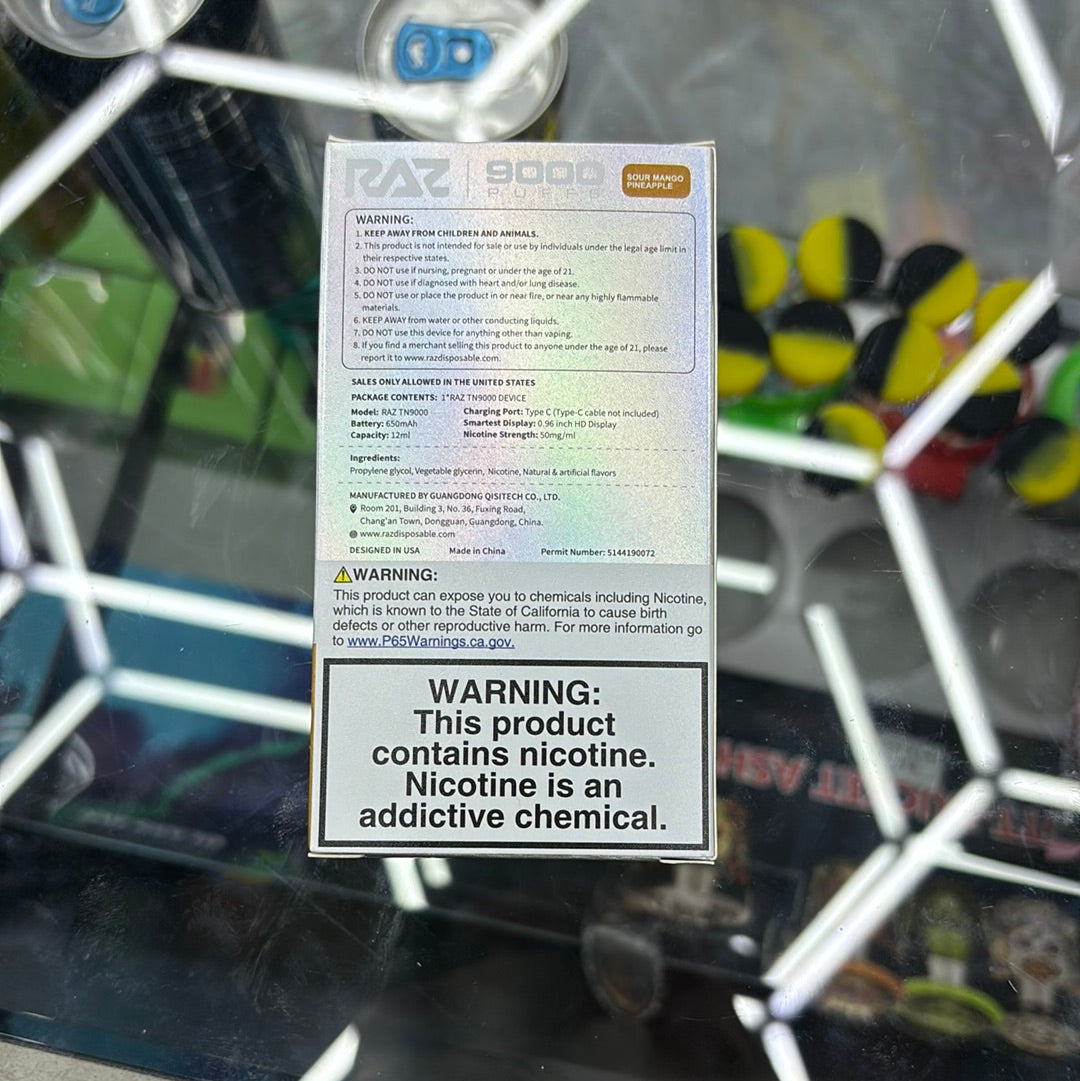 RAZ | 9000
PUFFS
SOUR MANGO
PINEAPPLE
WARNING:
1. KEEP AWAY FROM CHILDREN AND ANIMALS.
2. This product is not intended for sale or use by individuals under the legal age limit in
their respective states.
3. DO NOT use if nursing, pregnant or under the age of 21.
4. DO NOT use if diagnosed with heart and/or lung disease.
5. DO NOT use or place the product in or near fire, or near any highly flammable
materials.
6. KEEP AWAY from water or other conducting liquids.
7. DO NOT use this device for anything other than vaping.
8. If you find a merchant selling this product to anyone under the age of 21, please
report it to www.razdisposable.com.
SALES ONLY ALLOWED IN THE UNITED STATES
PACKAGE CONTENTS: 1*RAZ TN9000 DEVICE
Model: RAZ TN9000 Charging Port: Type C (Type-C cable not included)
Battery: 650mAh Smartest Display: 0.96 inch HD Display
Capacity: 12ml Nicotine Strength: 50mg/ml
Ingredients:
Propylene glycol, Vegetable glycerin, Nicotine, Natural & artificial flavors
MANUFACTURED BY GUANGDONG QISITECH CO., LTD.
Room 201, Building 3, No. 36, Fuxing Road,
Chang'an Town, Dongguan, Guangdong, China.
www.razdisposable.com
DESIGNED IN USA Made in China Permit Number: 5144190072
WARNING:
This product can expose you to chemicals including Nicotine,
which is known to the State of California to cause birth
defects or other reproductive harm. For more information go
to www.P65Warnings.ca.gov.
WARNING:
This product
contains nicotine.
Nicotine is an
addictive chemical.